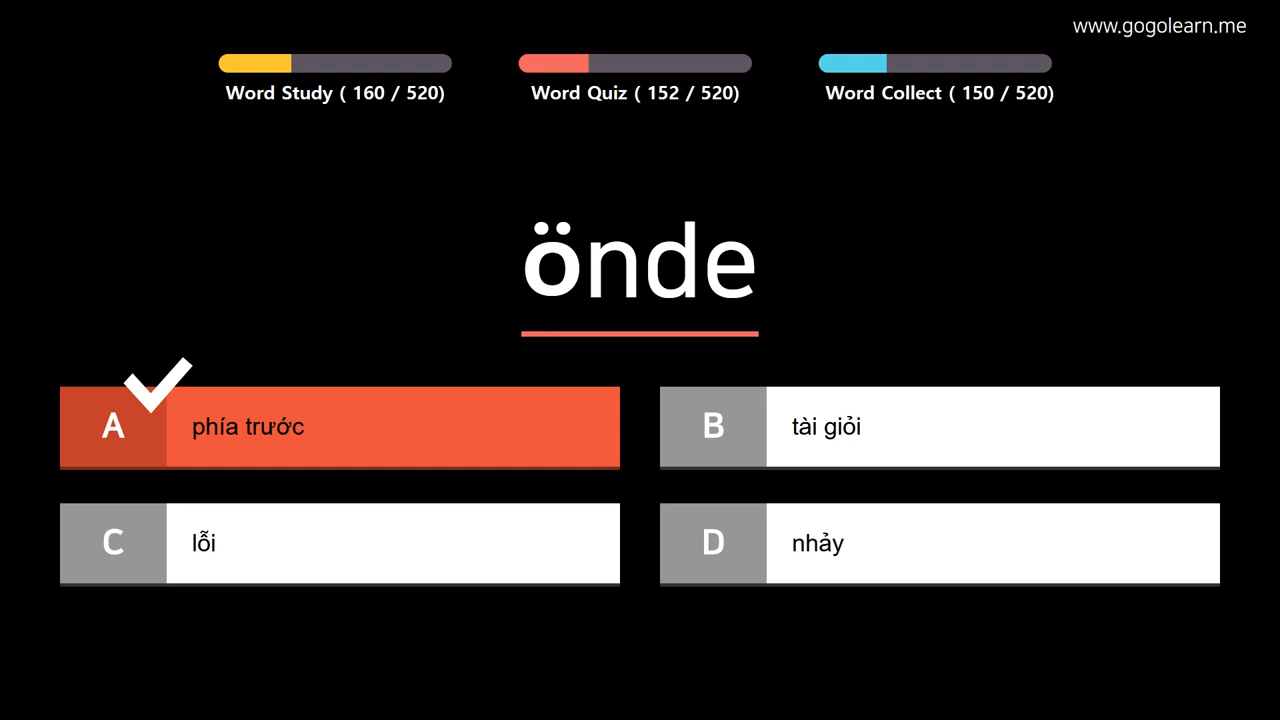 www.gogolearn.me
Word Study ( 160 / 520)
Word Quiz ( 152 / 520)
Word Collect ( 150 / 520)
önde
A phía trước
B tài giỏi
C lỗi
D nhảy